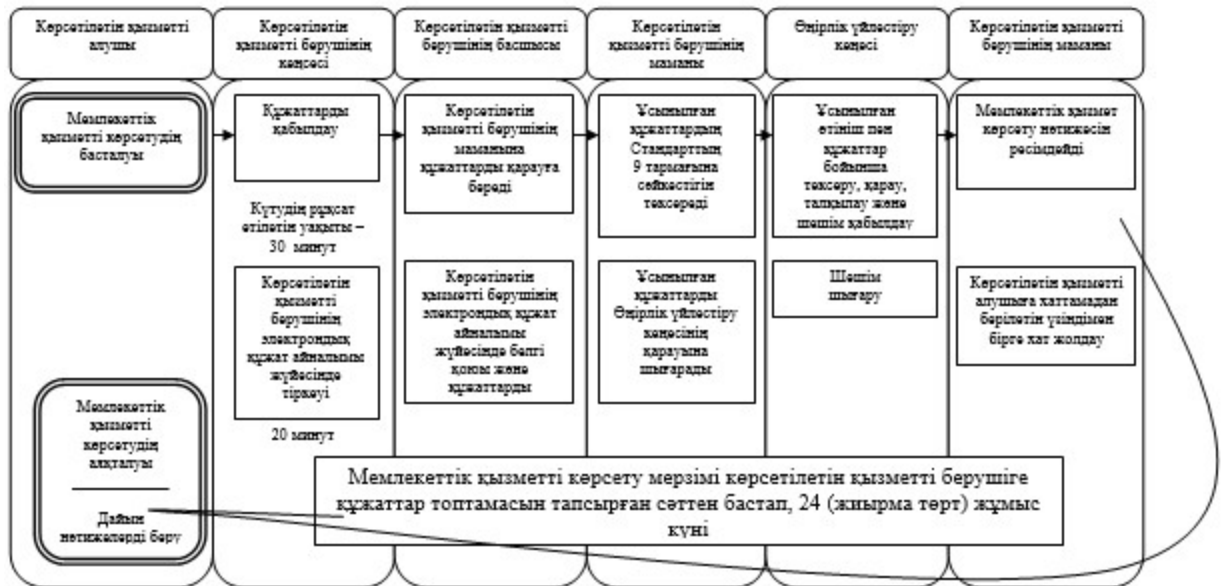 Көрсетілетін қызметті
алушы
Көрсетілетін
қызметті берушінің
кеңсесі
Көрсетілетін қызметті
берушінің басшысы
Көрсетілетін
қызметті берушінің
маманы
Өңірлік үйлестіру
кеңесі
Көрсетілетін қызметті
берушінің маманы
Мемлекеттік
қызметті көрсетудің
басталуы
Құжаттарды
қабылдау
Күтудің рұқсат
етілетін уақыты –
30 минут
Көрсетілетін
қызметті
берушінің
электрондық
құжат айналымы
жүйесінде
тіркеуі
20 минут
Көрсетілетін
қызметті берушінің
маманына
құжаттарды қарауға
береді
Көрсетілетін
қызметті берушінің
электрондық құжат
айналымы
жүйесінде белгі
қоюы және
құжаттарды
Ұсынылған
құжаттардың
Стандарттың
9 тармағына
сәйкестігін
тексереді
Ұсынылған
құжаттарды
Өңірлік үйлестіру
кеңесінің
қарауына
шығарады
Ұсынылған
өтініш пен
құжаттар
бойынша
тексеру, қарау,
талқылау және
шешім қабылдау
Шешім
шығару
Мемлекеттік қызмет
көрсету нәтижесін
ресімдейді
Көрсетілетін қызметті
алушыға хаттамадан
берілетін үзіндімен
бірге хат жолдау
Мемлекеттік
қызметті
көрсетудің
аяқталуы
Дайын
нәтижелерді беру
Мемлекеттік қызметті көрсету мерзімі көрсетілетін қызметті берушіге
құжаттар топтамасын тапсырған сәттен бастап, 24 (жиырма төрт) жұмыс
күні